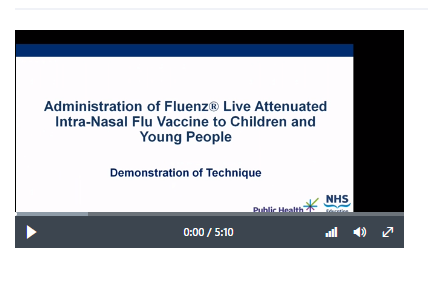 Administration of Fluenz® Live Attenuated
Intra-Nasal Flu Vaccine to Children and
Young People
Demonstration of Technique
Public Health
NHS
Education
0:00 / 5:10